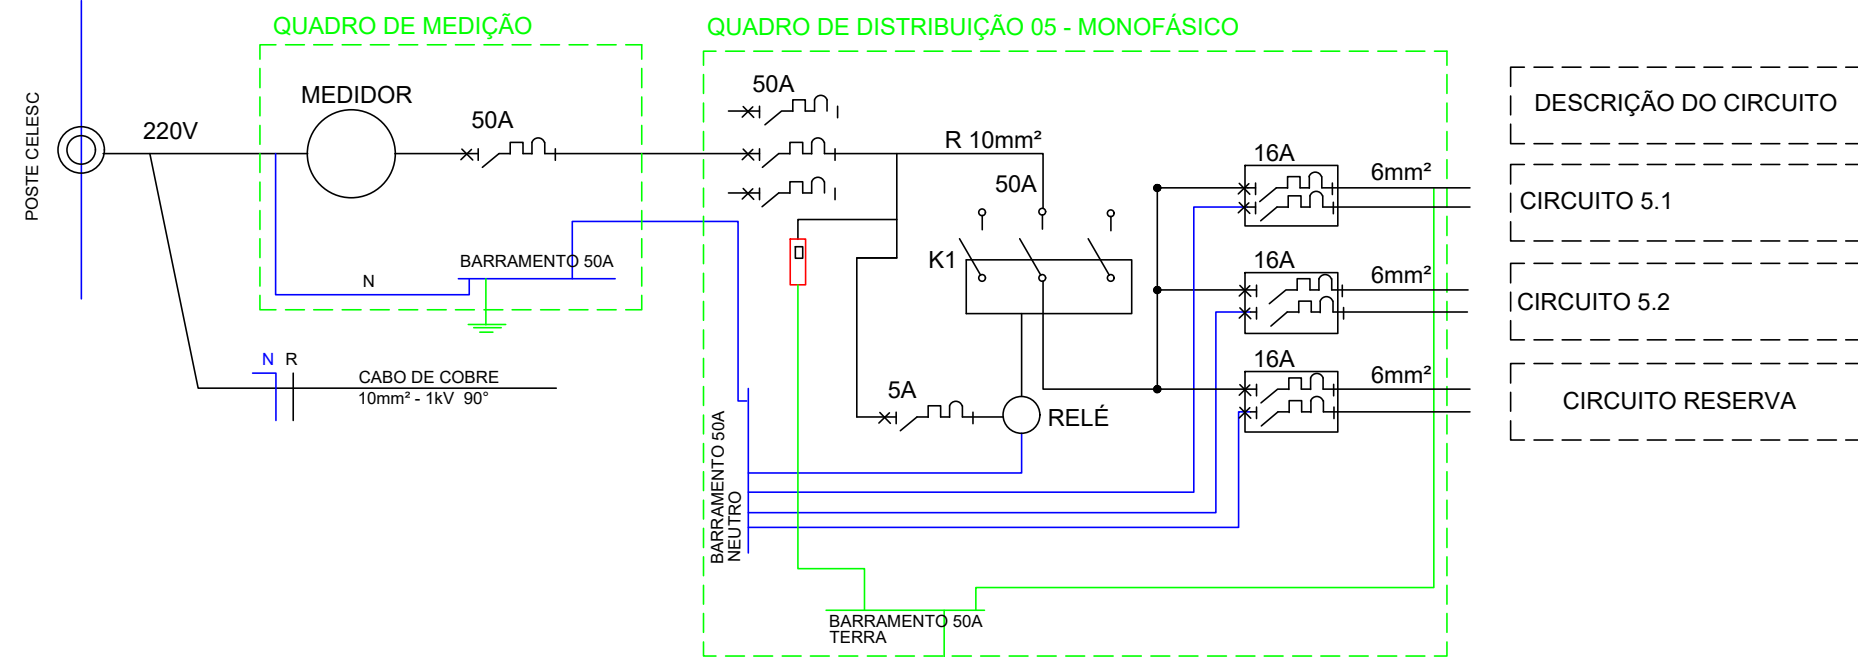 QUADRO DE MEDIÇÃO
QUADRO DE DISTRIBUIÇÃO 05 - MONOFÁSICO
POSTE CELESC
220V
MEDIDOR
50A
N
BARRAMENTO 50A
N R
CABO DE COBRE
10mm² - 1kV 90°
50A
R 10mm²
50A
K1
5A
RELÉ
BARRAMENTO 50A
NEUTRO
BARRAMENTO 50A
TERRA
16A
6mm²
16A
6mm²
16A
6mm²
DESCRIÇÃO DO CIRCUITO
CIRCUITO 5.1
CIRCUITO 5.2
CIRCUITO RESERVA